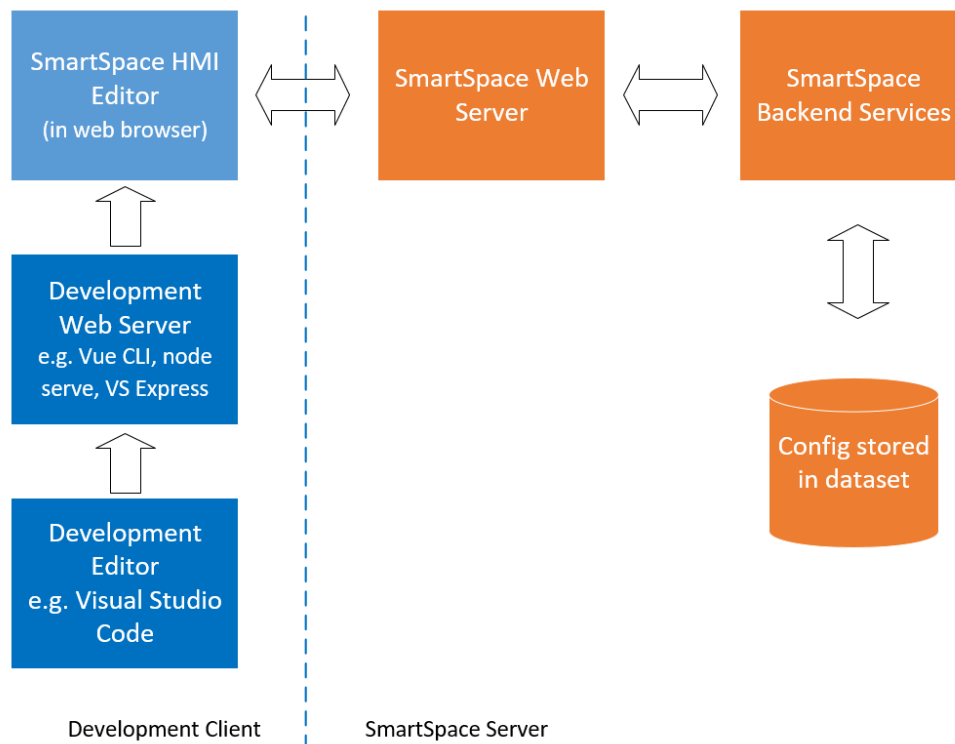 SmartSpace HMI
Editor
(in web browser)
SmartSpace Web
Server
SmartSpace
Backend Services
Development
Web Server
e.g. Vue CLI, node
serve, VS Express
Config stored
in dataset
Development
Editor
e.g. Visual Studio
Code
Development Client
SmartSpace Server